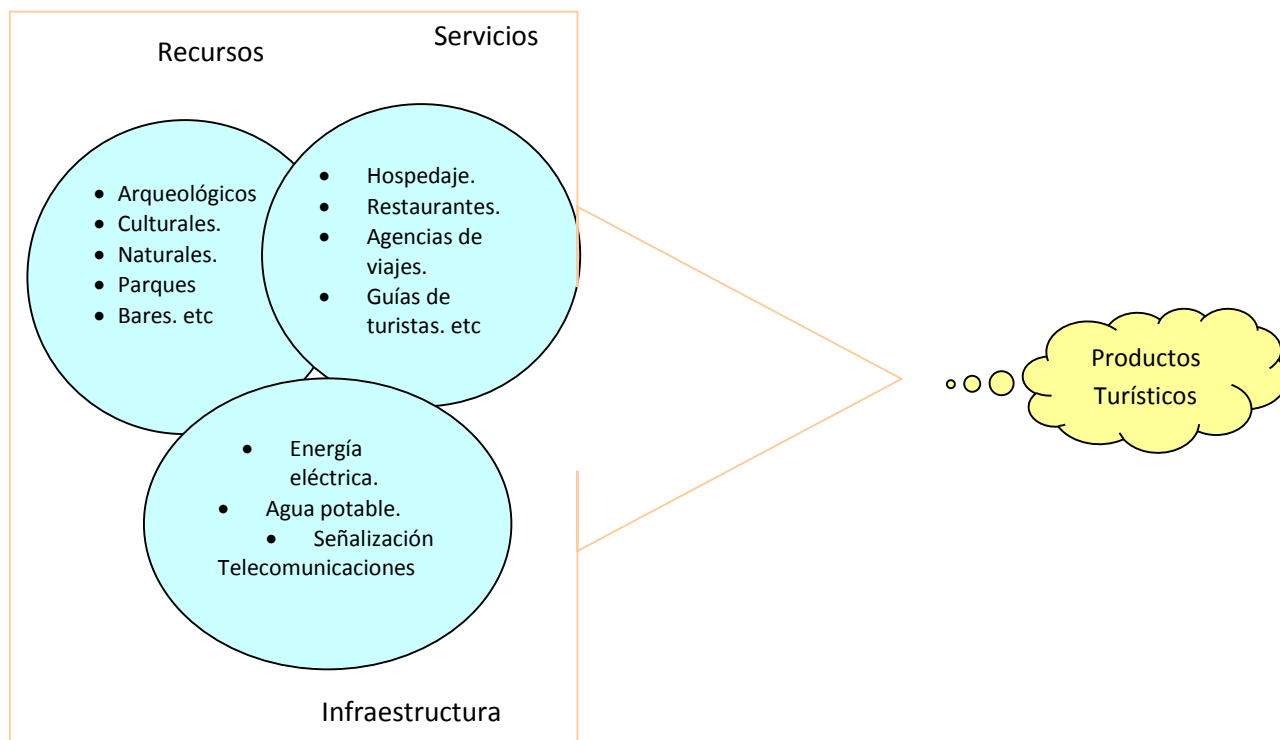 Recursos
Servicios
• Arqueológicos
• Culturales.
• Naturales.
• Parques
• Bares. etc
• Hospedaje.
• Restaurantes.
• Agencias de
viajes.
• Guías de
turistas. etc
• Energía
eléctrica.
• Agua potable.
• Señalización
Telecomunicaciones
Infraestructura
Productos
Turísticos